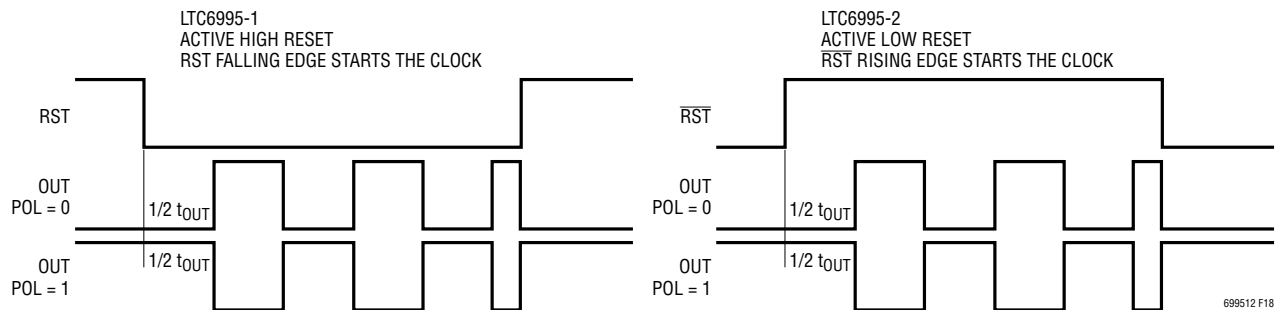 LTC6995-1
ACTIVE HIGH RESET
RST FALLING EDGE STARTS THE CLOCK
RST
OUT
POL = 0
1/2 tOUT
1/2 tOUT
OUT
POL = 1
LTC6995-2
ACTIVE LOW RESET
R̅S̅T̅ RISING EDGE STARTS THE CLOCK
R̅S̅T̅
OUT
POL = 0
1/2 tOUT
1/2 tOUT
OUT
POL = 1
699512 F18